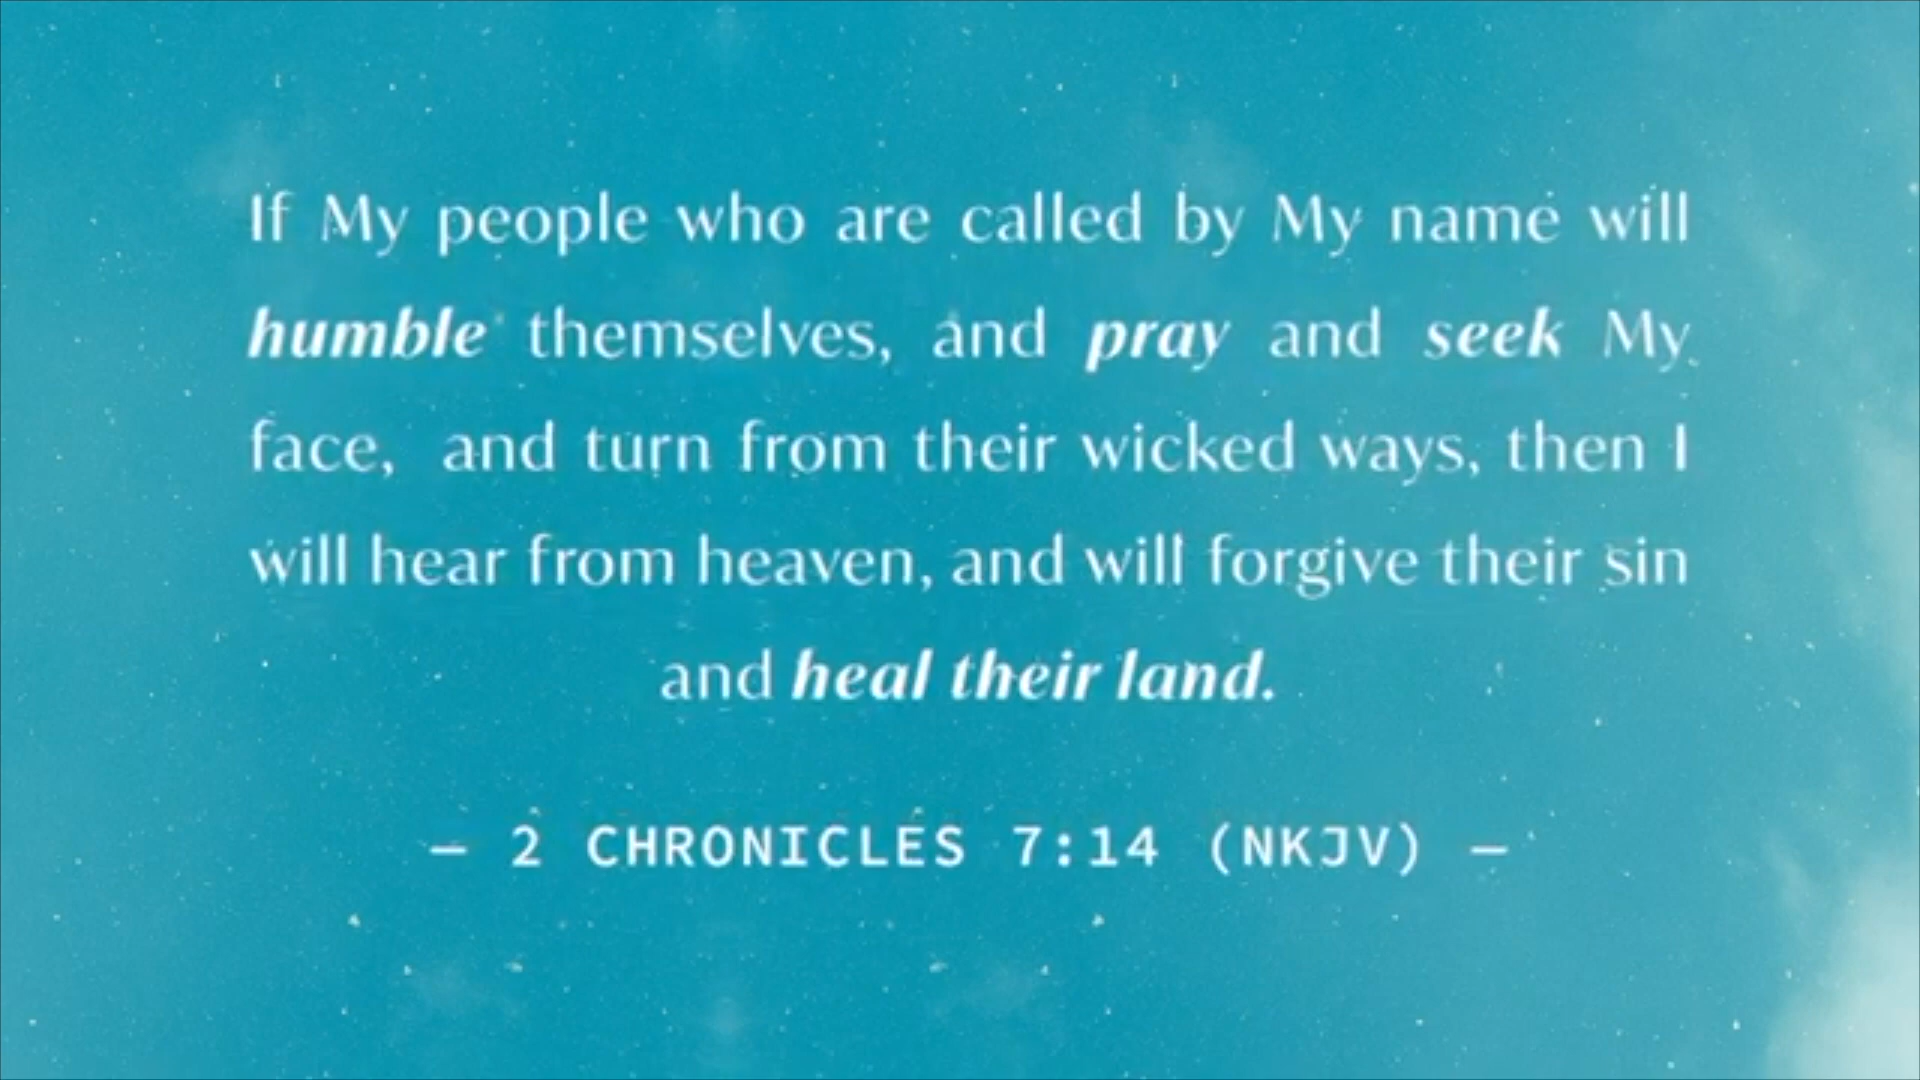 If My people who are called by My name will
humble themselves, and pray and seek My
face, and turn from their wicked ways, then I
will hear from heaven, and will forgive their sin
and heal their land.
– 2 CHRONICLES 7:14 (NKJV) –